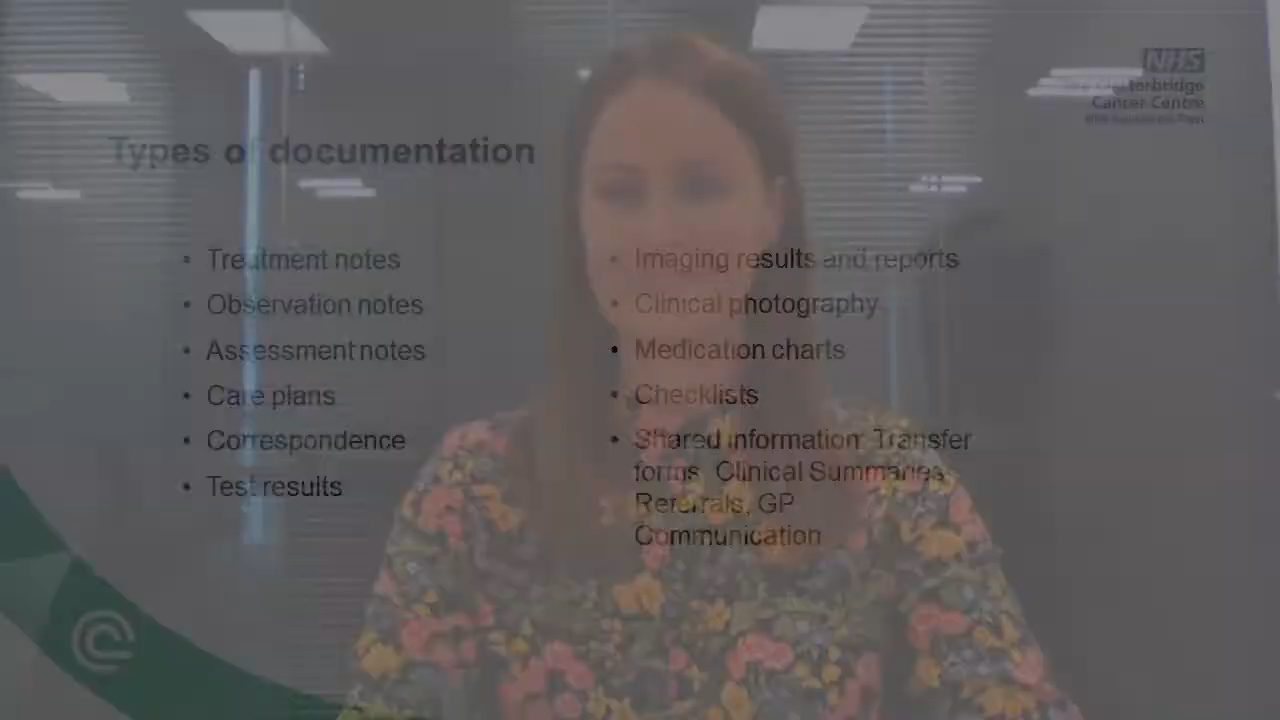 NHS
Cancer Centre
Types of documentation
• Treatment notes
• Observation notes
• Assessment notes
• Care plans
• Correspondence
• Test results
• Imaging results and reports
• Clinical photography
• Medication charts
• Checklists
• Shared information: Transfer
forms, Clinical Summaries,
Referrals, GP
Communication